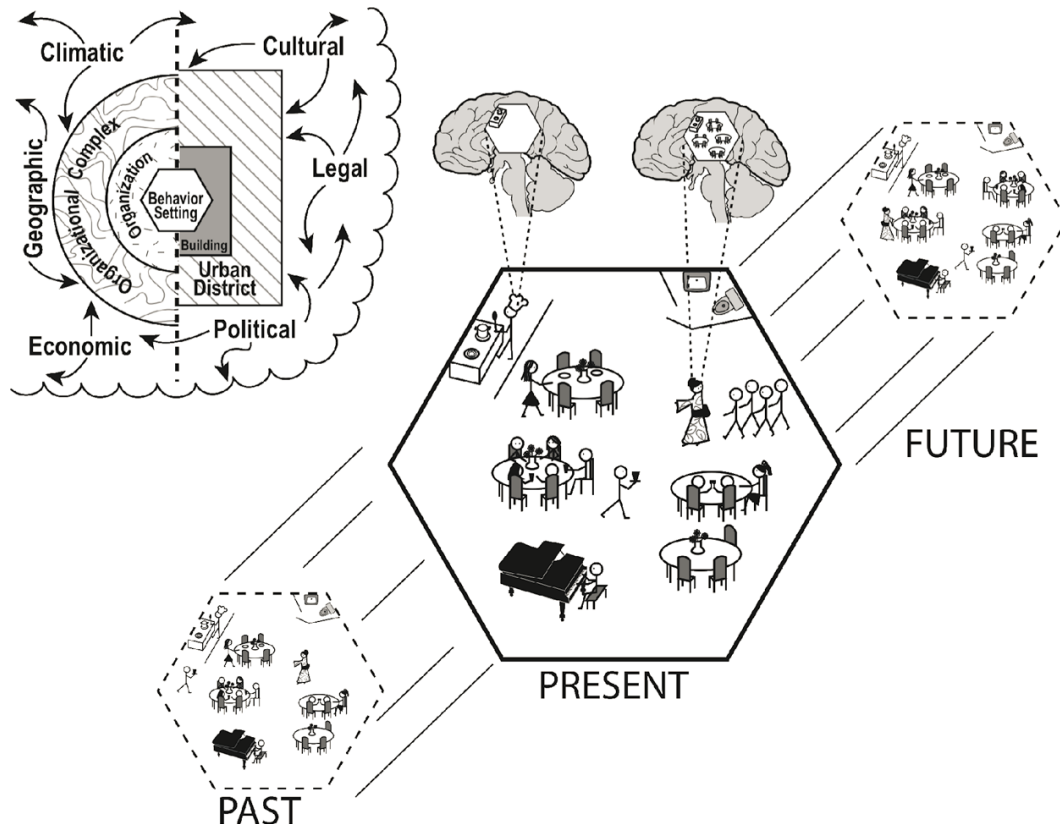 Climatic
Cultural
Geographic
Organizational Complex
Organization
Behavior
Setting
Legal
Building
Urban
District
Economic
Political
FUTURE
PRESENT
PAST